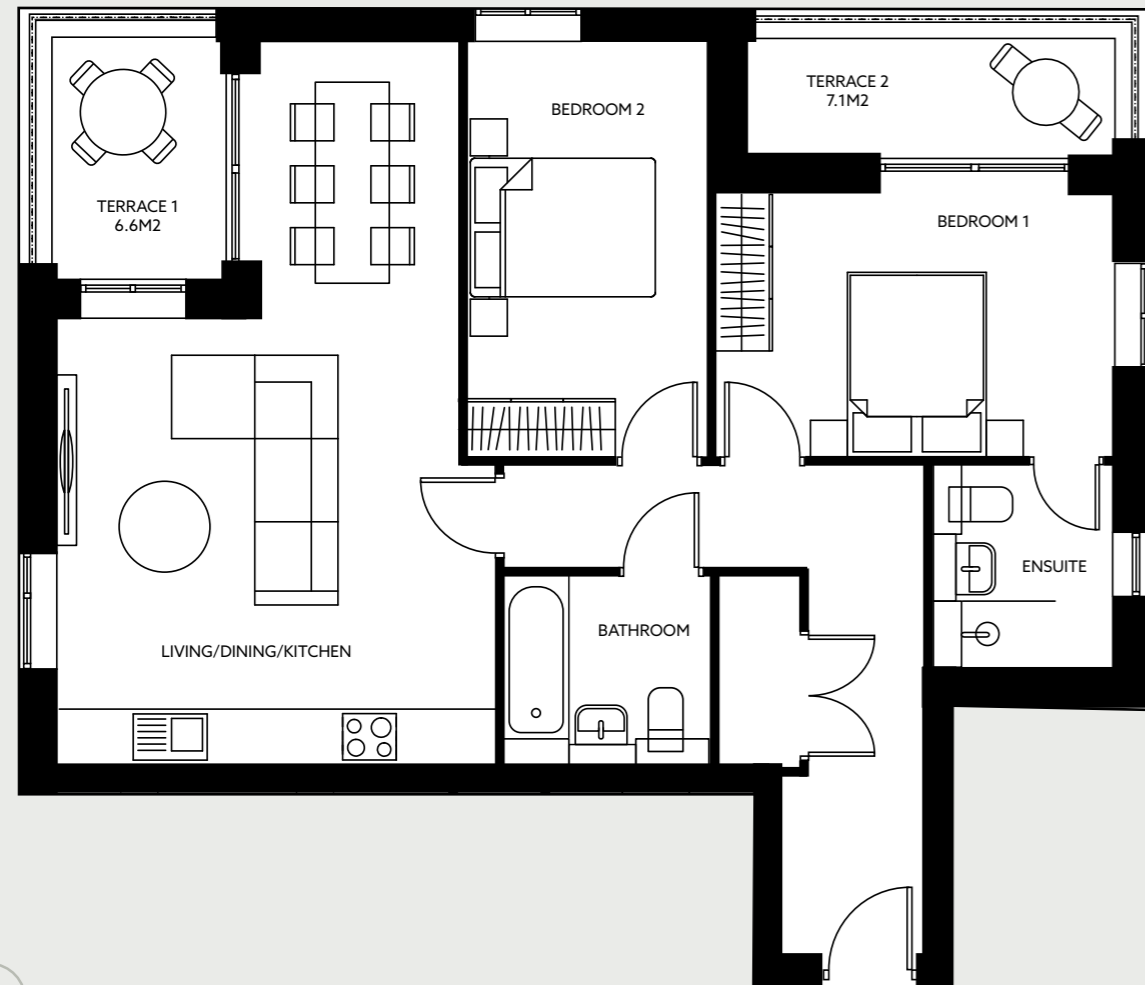 TERRACE 1
6.6M2
BEDROOM 2
TERRACE 2
7.1M2
BEDROOM 1
ENSUITE
BATHROOM
LIVING/DINING/KITCHEN